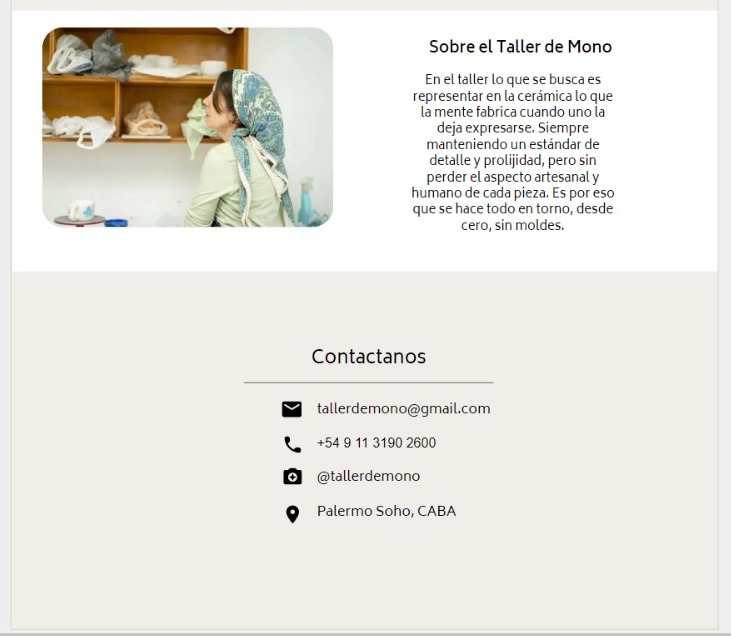 Sobre el Taller de Mono
En el taller lo que se busca es
representar en la cerámica lo que
la mente fabrica cuando uno la
deja expresarse. Siempre
manteniendo un estándar de
detalle y prolijidad, pero sin
perder el aspecto artesanal y
humano de cada pieza. Es por eso
que se hace todo en torno, desde
cero, sin moldes.
Contactanos
tallerdemono@gmail.com
+54 9 11 3190 2600
@tallerdemono
Palermo Soho, CABA